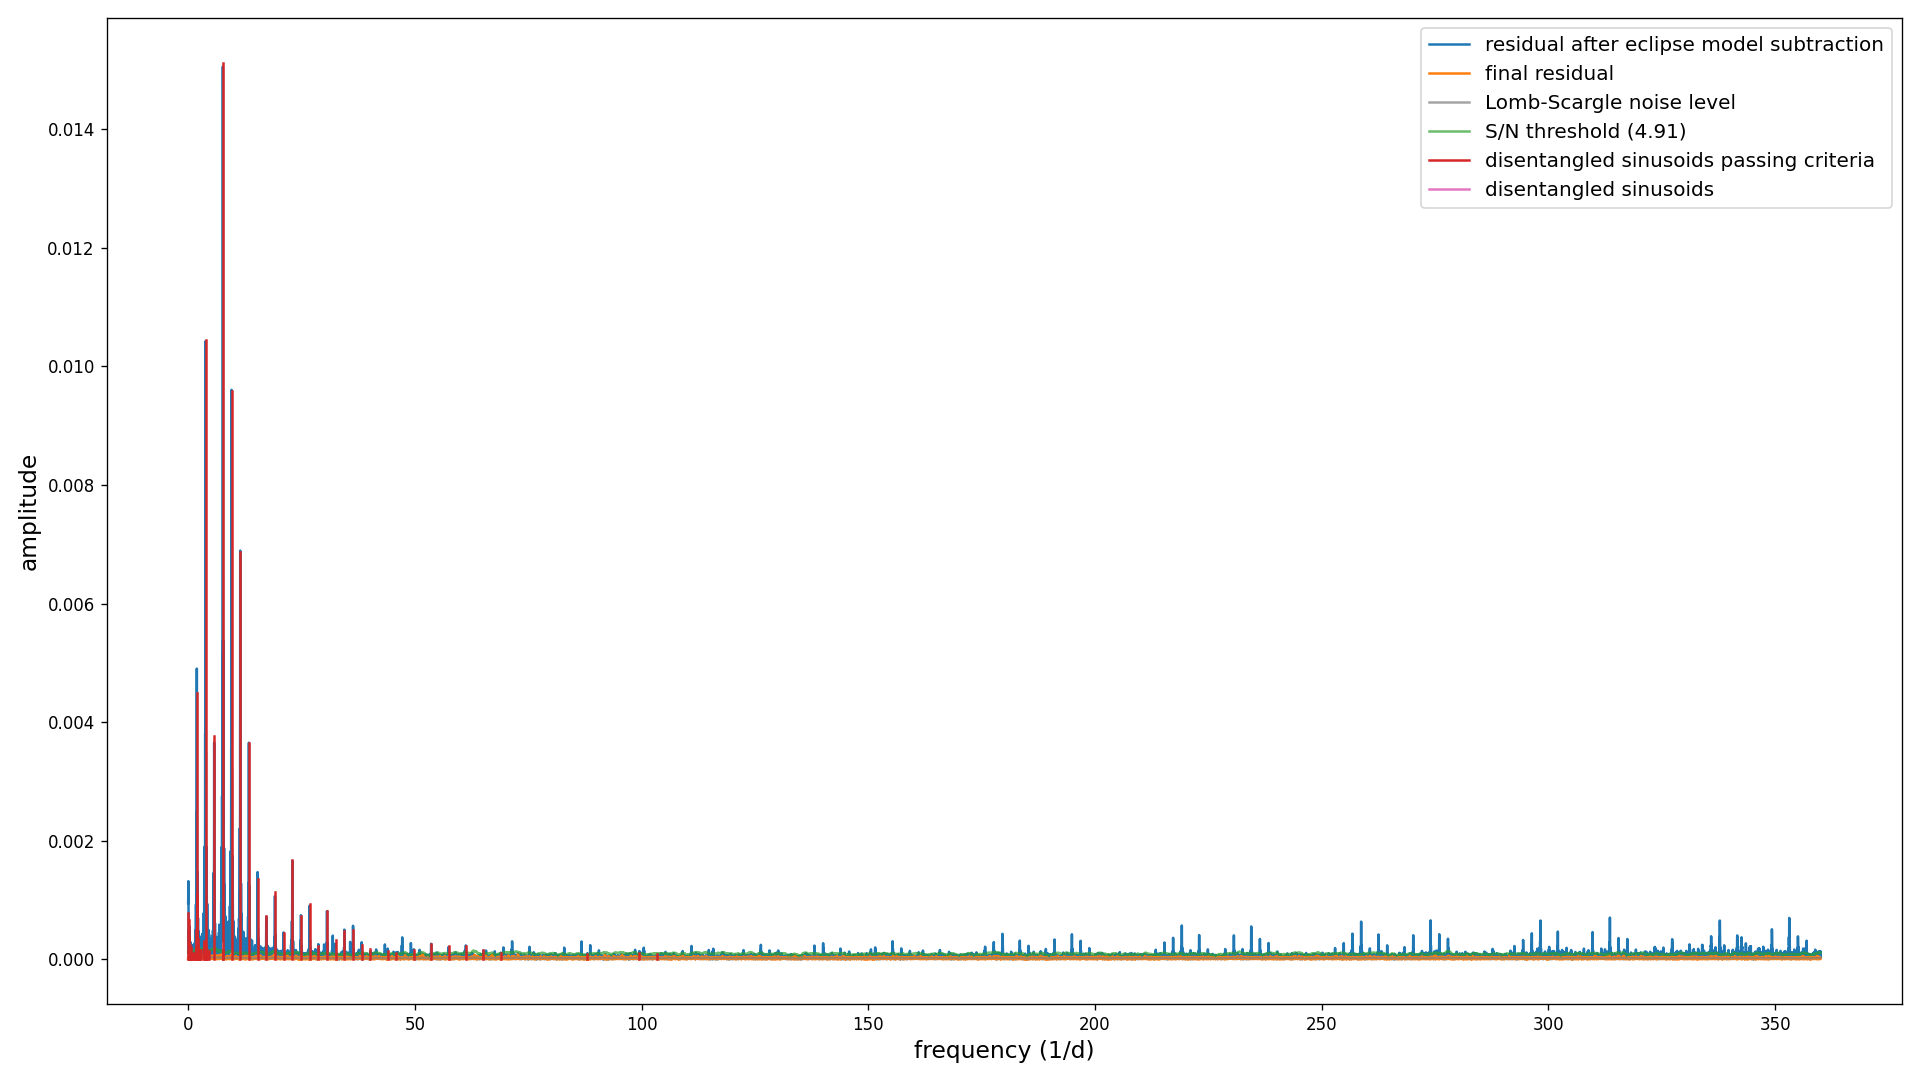 residual after eclipse model subtraction
final residual
Lomb-Scargle noise level
S/N threshold (4.91)
disentangled sinusoids passing criteria
disentangled sinusoids
0.014
0.012
0.010
0.008
0.006
0.004
0.002
0.000
amplitude
0 50 100 150 200 250 300 350
frequency (1/d)